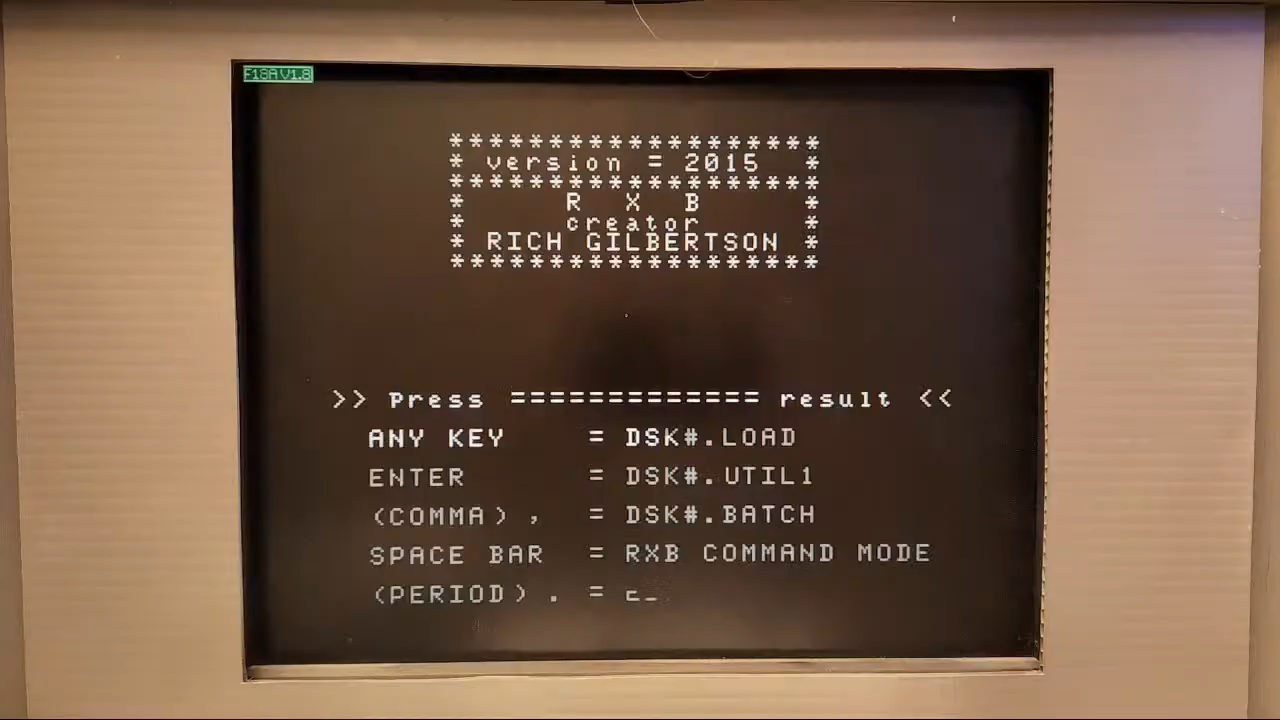 F18A V1.8
*******************
* version = 2015 *
*******************
* R X B *
* creator *
* RICH GILBERTSON *
*******************
>> Press ============= result <<
ANY KEY = DSK#.LOAD
ENTER = DSK#.UTIL1
(COMMA) , = DSK#.BATCH
SPACE BAR = RXB COMMAND MODE
(PERIOD) . =